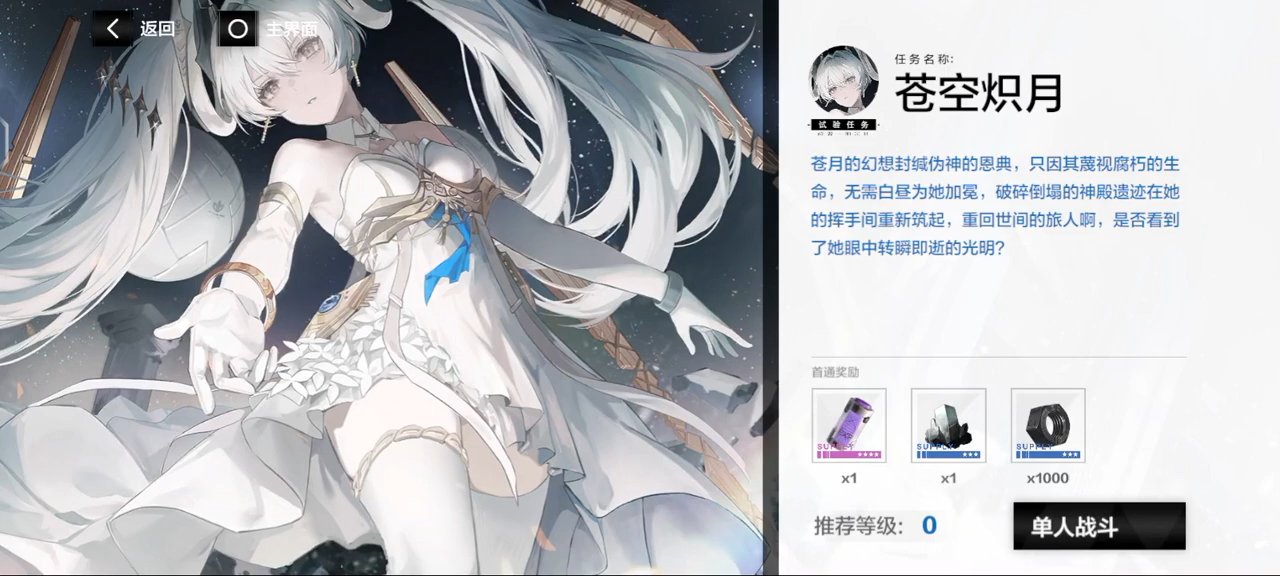 返回
主界面
任务名称:
苍空炽月
试验任务
苍月的幻想封缄伪神的恩典，只因其蔑视腐朽的生
命，无需白昼为她加冕，破碎倒塌的神殿遗迹在她
的挥手间重新筑起，重回世间的旅人啊，是否看到
了她眼中转瞬即逝的光明？
首通奖励
SUPPLY
SUPPLY
SUPPLY
x1
x1
x1000
推荐等级: 0
单人战斗